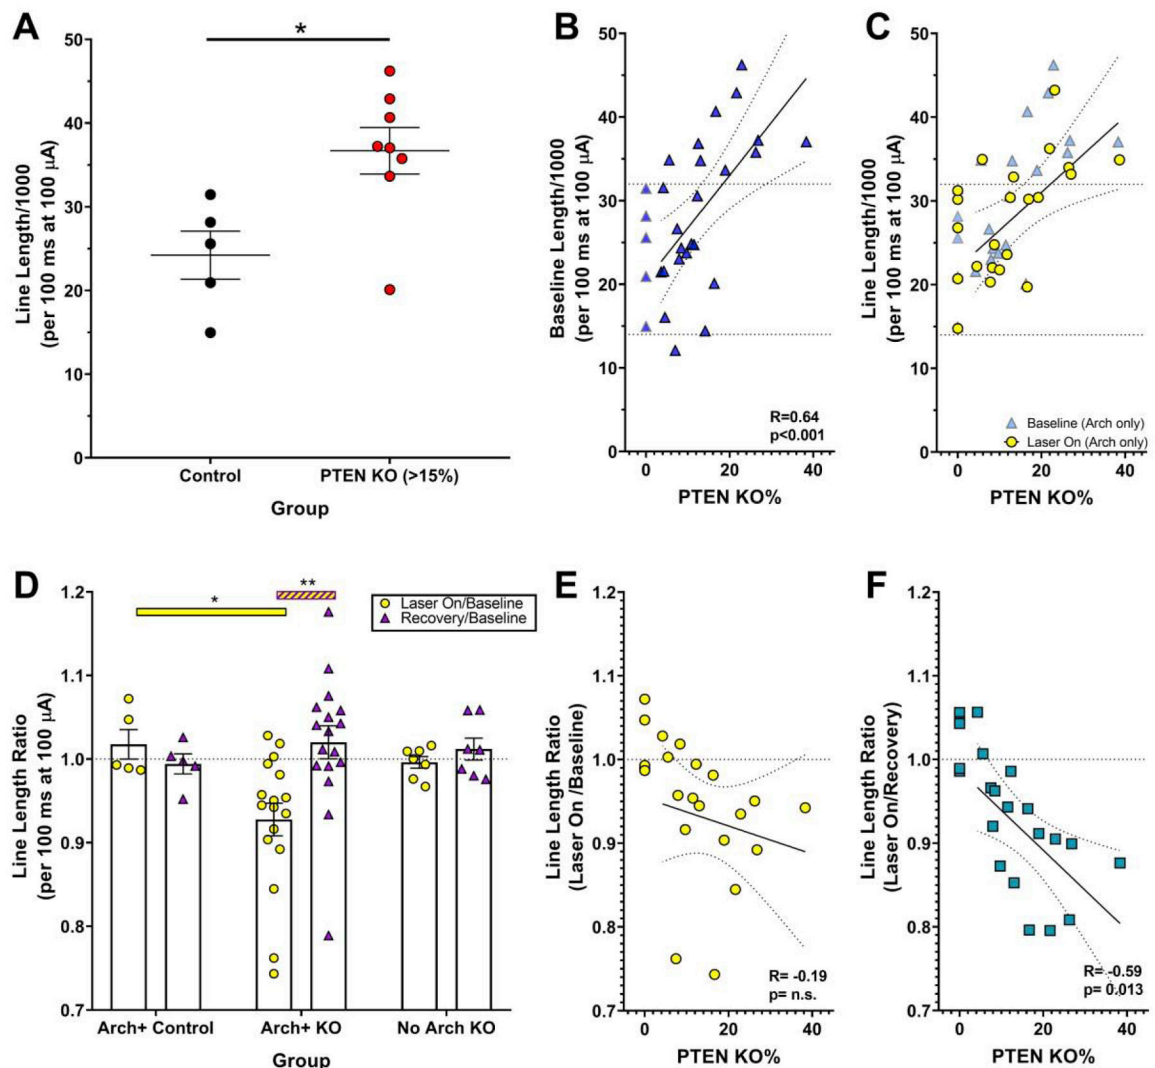 A
Line Length/1000
(per 100 ms at 100 µA)
50
40
30
20
10
0
*
Control
PTEN KO (>15%)
Group
B
Baseline Length/1000
(per 100 ms at 100 µA)
50
40
30
20
10
0
R=0.64
p<0.001
0
20
40
PTEN KO%
C
Line Length/1000
(per 100 ms at 100 µA)
50
40
30
20
10
0
Baseline (Arch only)
Laser On (Arch only)
0
20
40
PTEN KO%
D
Line Length Ratio
(per 100 ms at 100 µA)
1.2
1.1
1.0
0.9
0.8
0.7
*
**
Laser On/Baseline
Recovery/Baseline
Arch+ Control
Arch+ KO
No Arch KO
Group
E
Line Length Ratio
(Laser On /Baseline)
1.2
1.1
1.0
0.9
0.8
0.7
R= -0.19
p= n.s.
0
20
40
PTEN KO%
F
Line Length Ratio
(Laser On/Recovery)
1.2
1.1
1.0
0.9
0.8
0.7
R= -0.59
p= 0.013
0
20
40
PTEN KO%